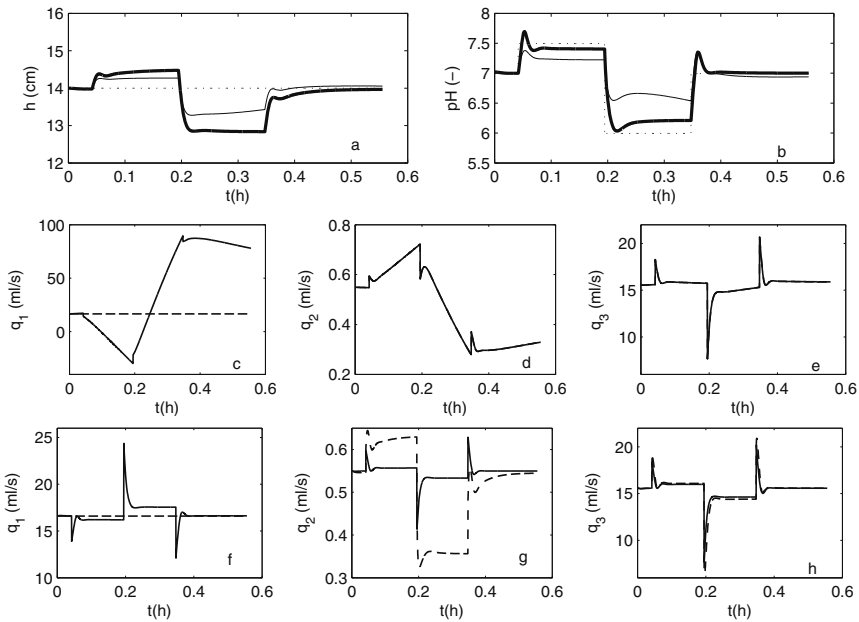 16
15
14
13
12
h (cm)
0 0.1 0.2 0.3 0.4 0.5 0.6
t(h)
a
8
7.5
7
6.5
6
5.5
pH (−)
0 0.1 0.2 0.3 0.4 0.5 0.6
t(h)
b
100
50
0
q1 (ml/s)
0 0.2 0.4 0.6
t(h)
c
0.8
0.6
0.4
0.2
q2 (ml/s)
0 0.2 0.4 0.6
t(h)
d
20
15
10
q3 (ml/s)
0 0.2 0.4 0.6
t(h)
e
25
20
15
10
q1 (ml/s)
0 0.2 0.4 0.6
t(h)
f
0.6
0.5
0.4
0.3
q2 (ml/s)
0 0.2 0.4 0.6
t(h)
g
20
15
10
q3 (ml/s)
0 0.2 0.4 0.6
t(h)
h